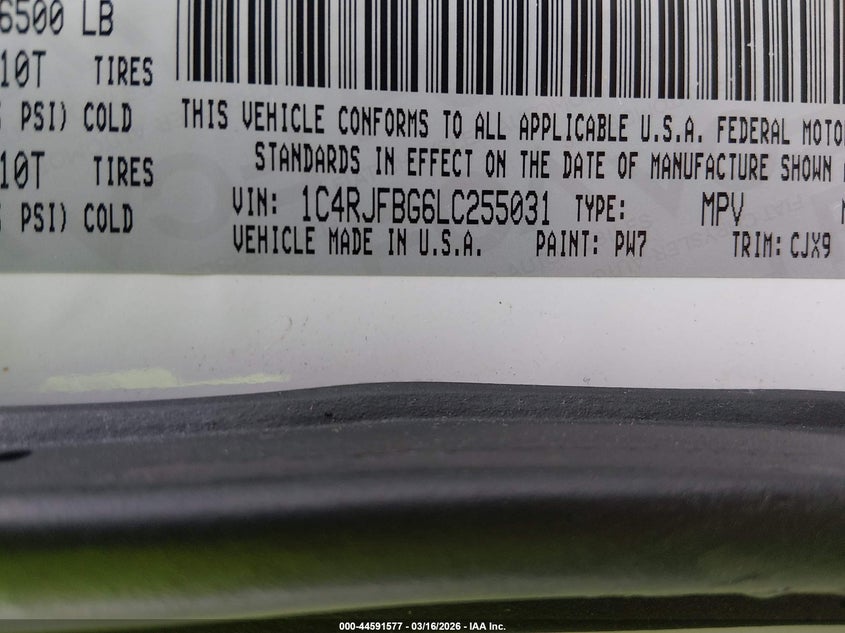 6500 LB
10T TIRES
PSI) COLD
THIS VEHICLE CONFORMS TO ALL APPLICABLE U.S.A. FEDERAL MOTO
STANDARDS IN EFFECT ON THE DATE OF MANUFACTURE SHOWN
10T TIRES
VIN: 1C4RJFBG6LC255031 TYPE: MPV
PSI) COLD
VEHICLE MADE IN U.S.A. PAINT: PW7 TRIM: CJX9
000-44591577 - 03/16/2026 - IAA Inc.